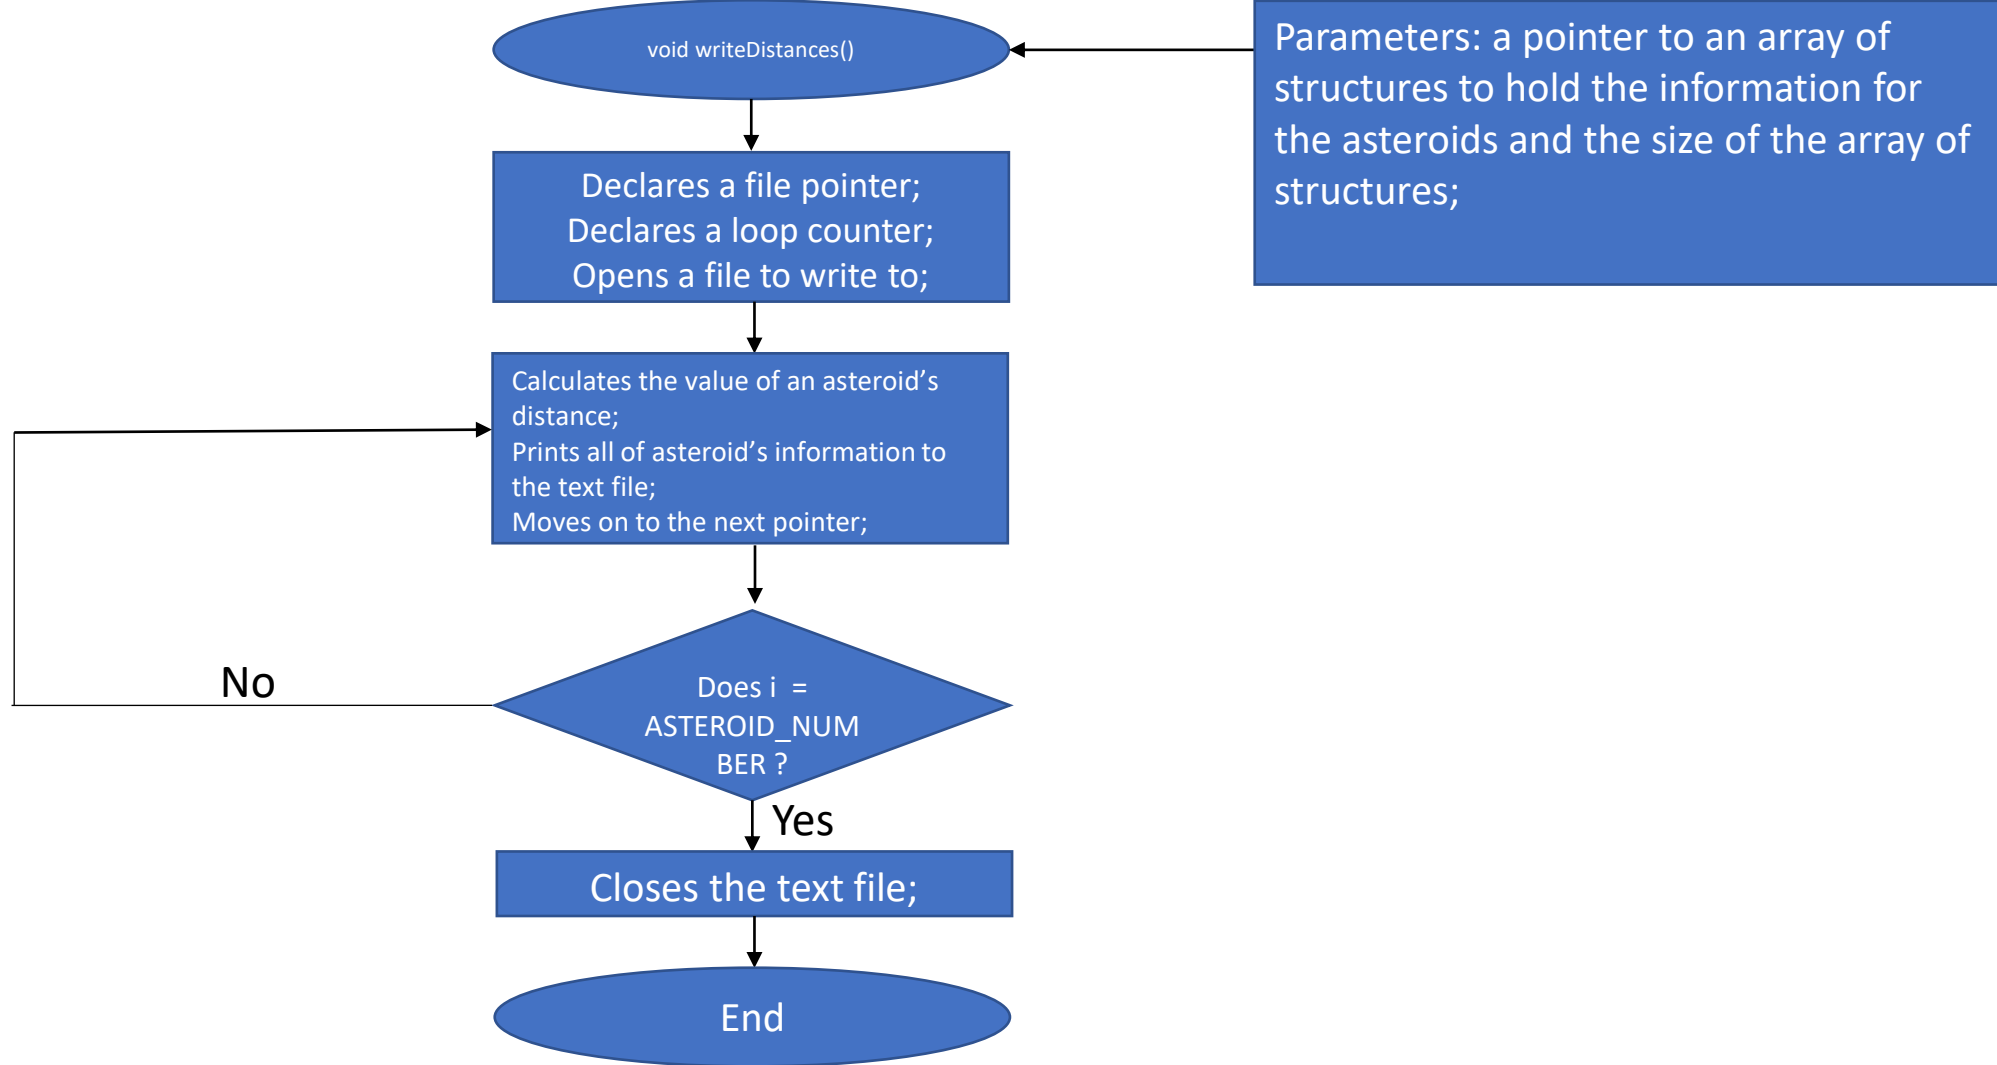 void writeDistances()
Parameters: a pointer to an array of
structures to hold the information for
the asteroids and the size of the array of
structures;
Declares a file pointer;
Declares a loop counter;
Opens a file to write to;
Calculates the value of an asteroid’s
distance;
Prints all of asteroid’s information to
the text file;
Moves on to the next pointer;
No
Does i  =
ASTEROID_NUM
BER ?
Yes
Closes the text file;
End